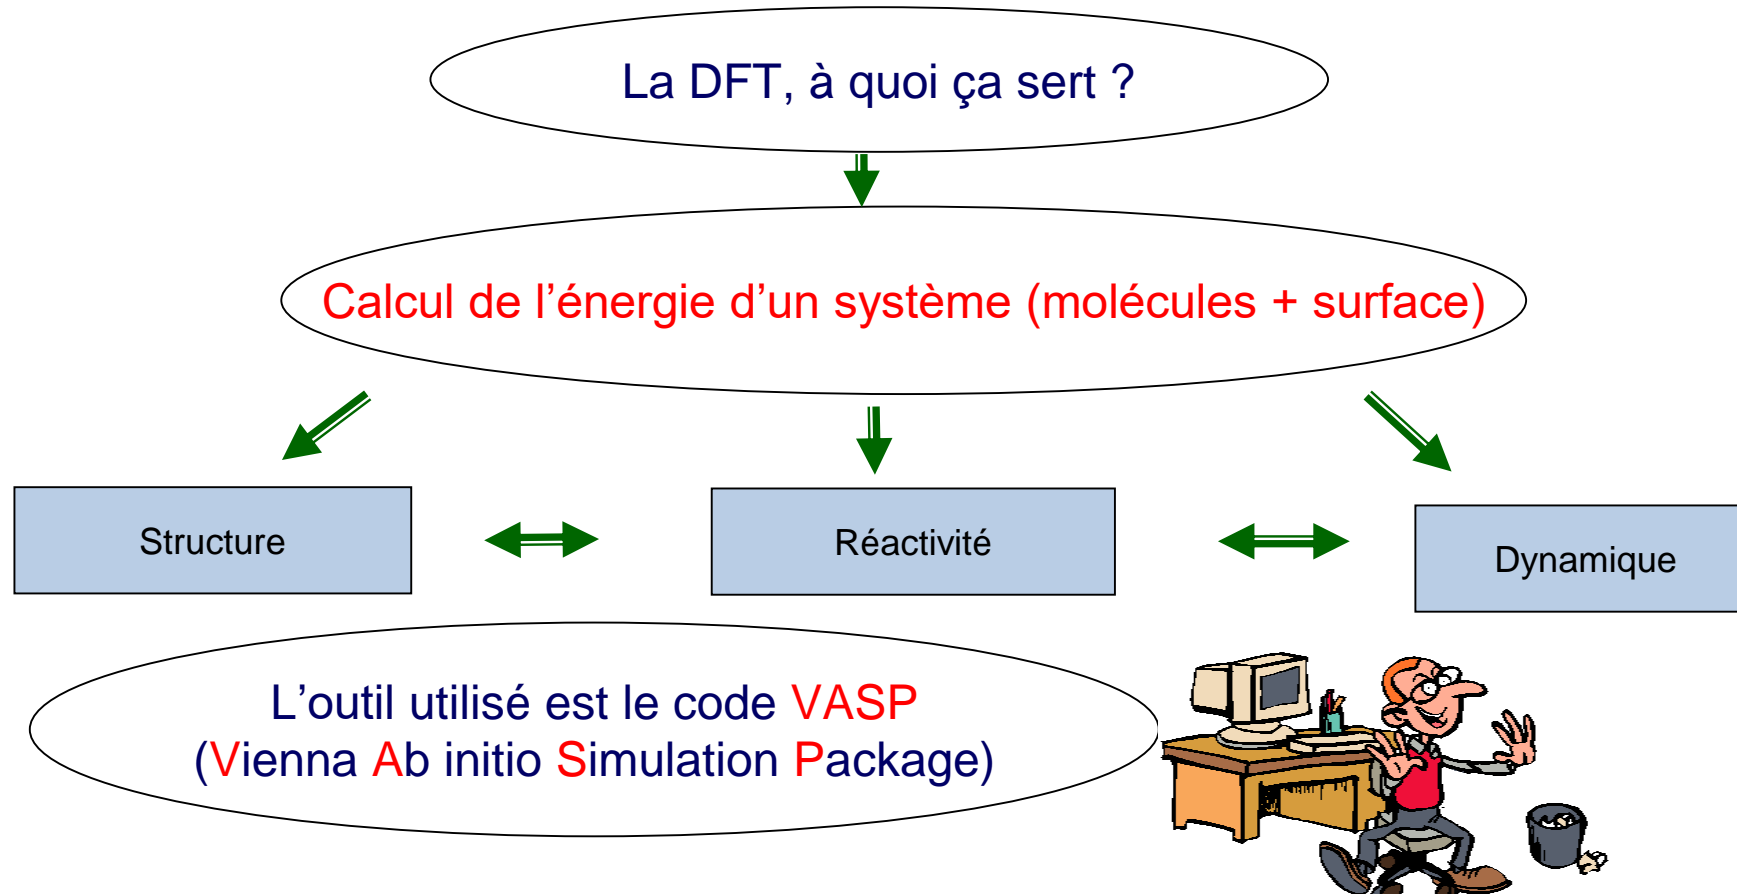 La DFT, à quoi ça sert ?
Calcul de l’énergie d’un système (molécules + surface)
Structure
Réactivité
Dynamique
L’outil utilisé est le code VASP
(Vienna Ab initio Simulation Package)